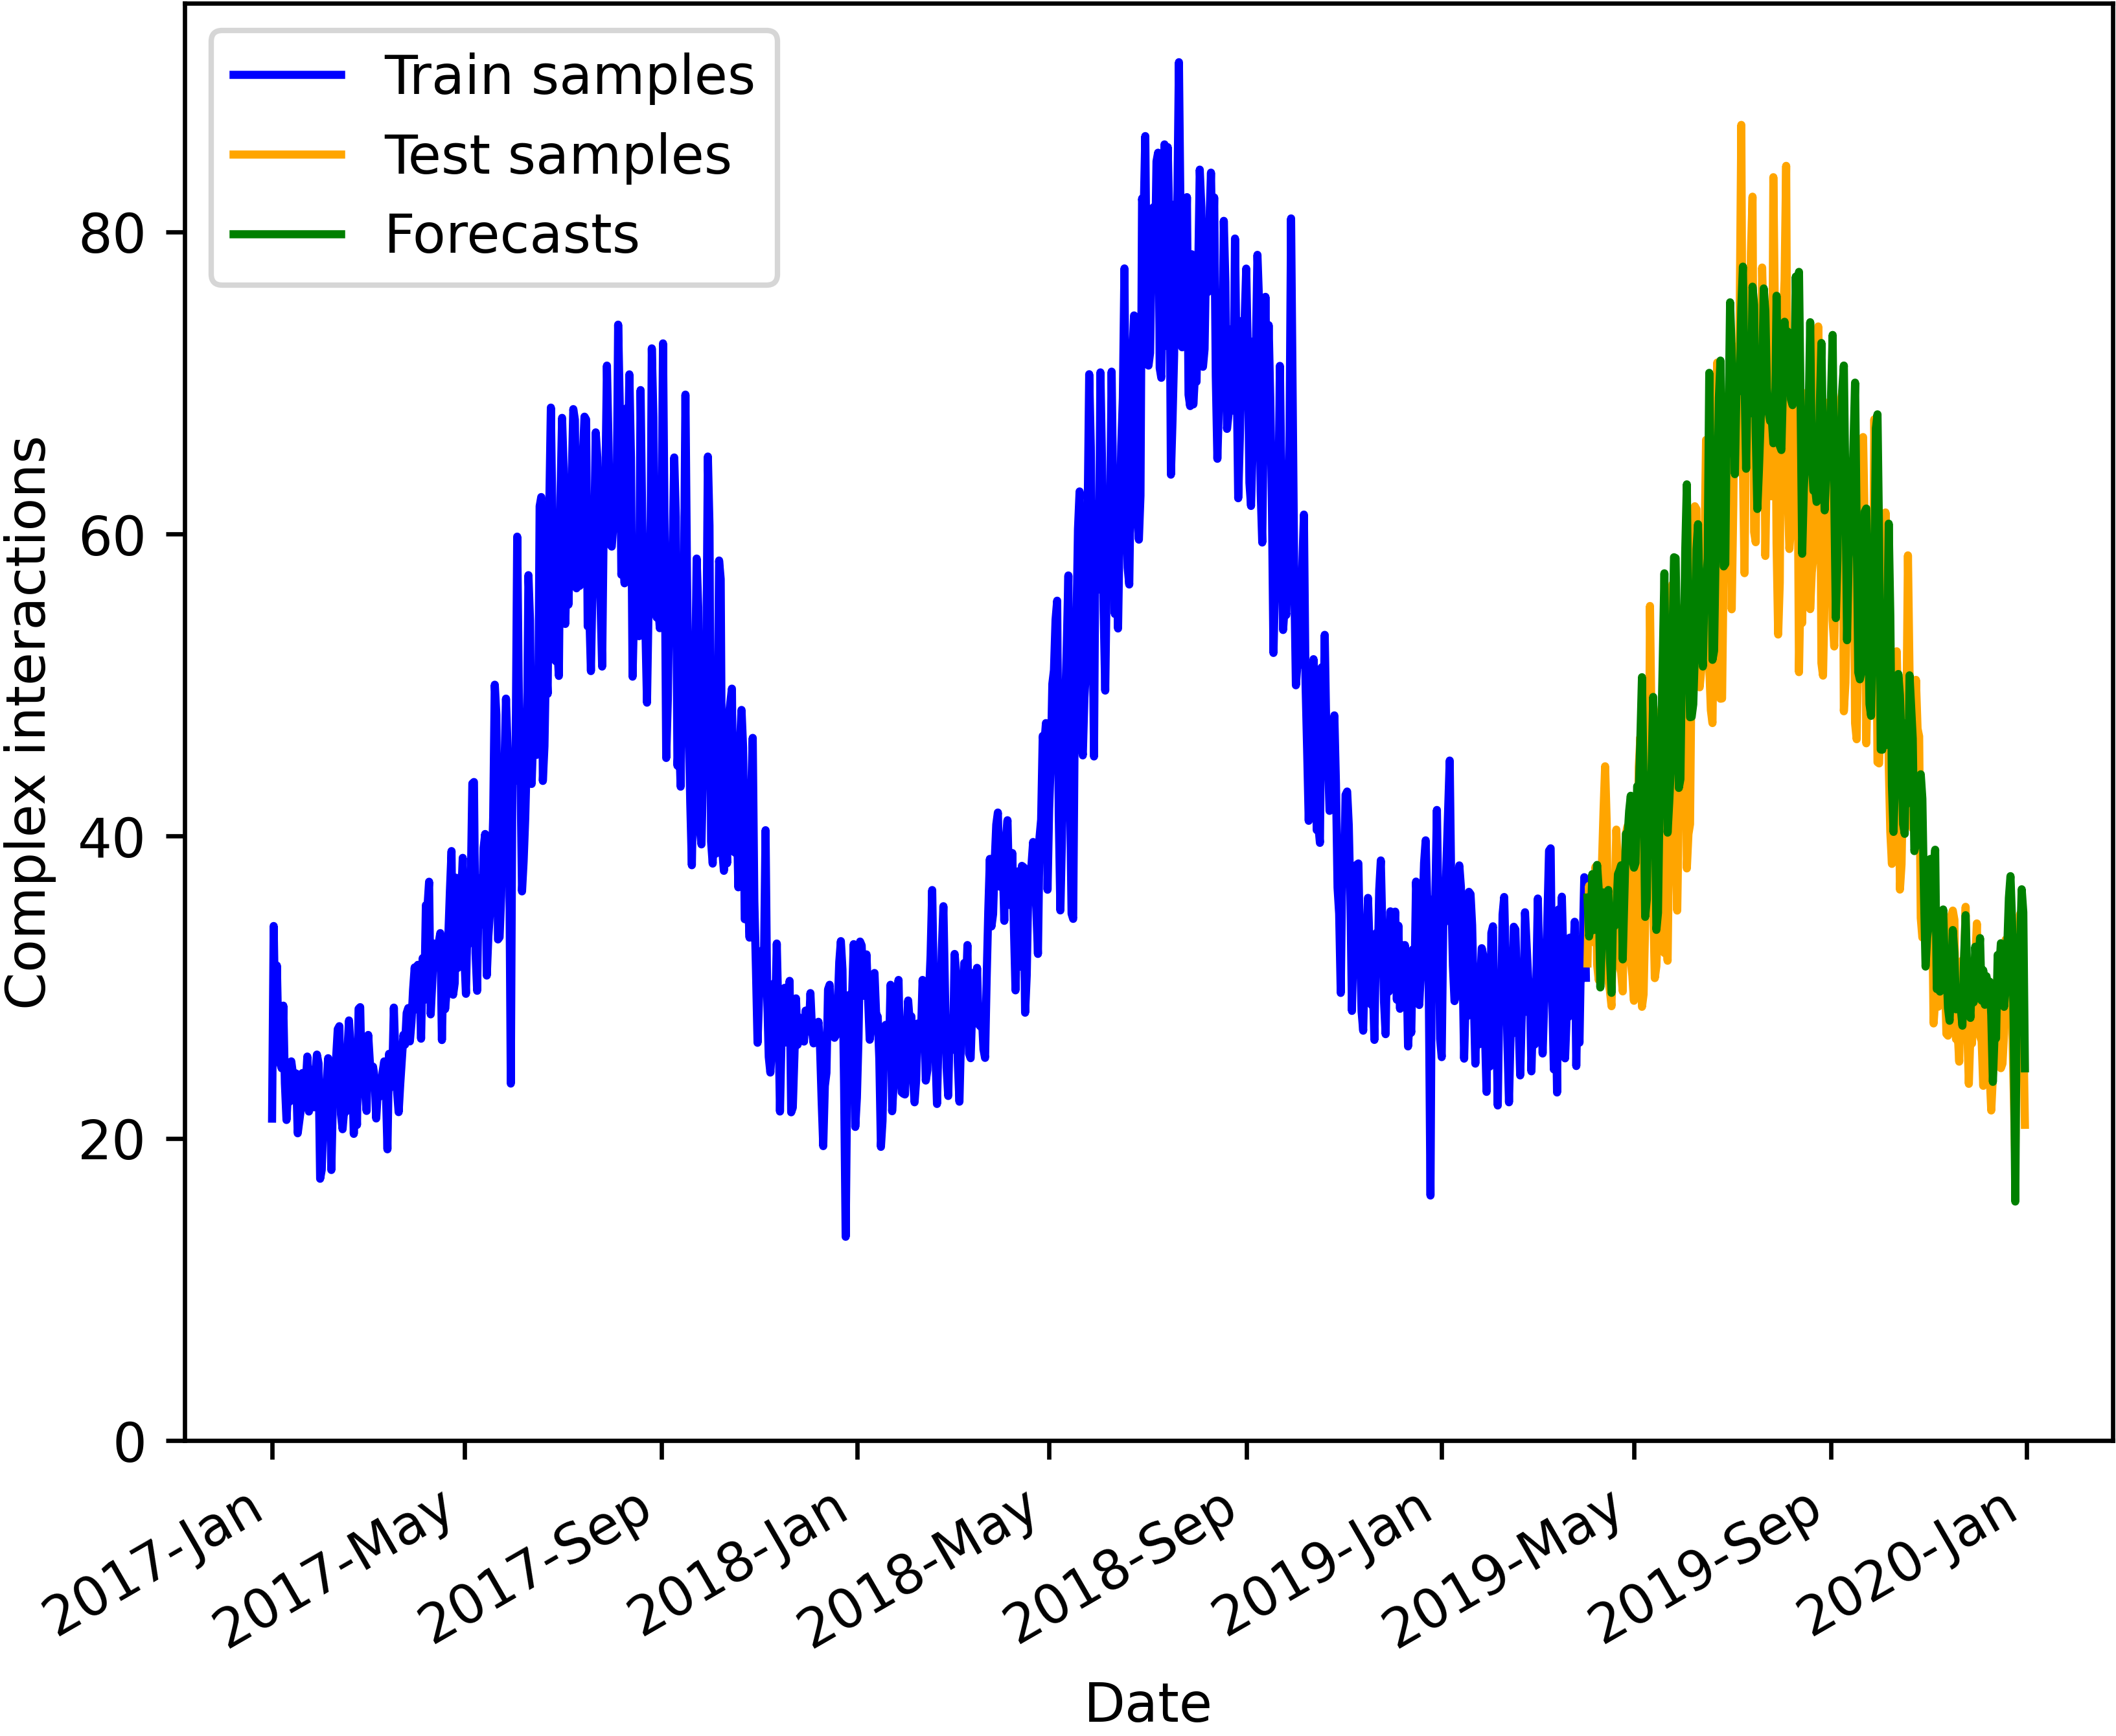 Train samples
Test samples
Forecasts
Complex interactions
80
60
40
20
0
2017-Jan
2017-May
2017-Sep
2018-Jan
2018-May
2018-Sep
2019-Jan
2019-May
2019-Sep
2020-Jan
Date